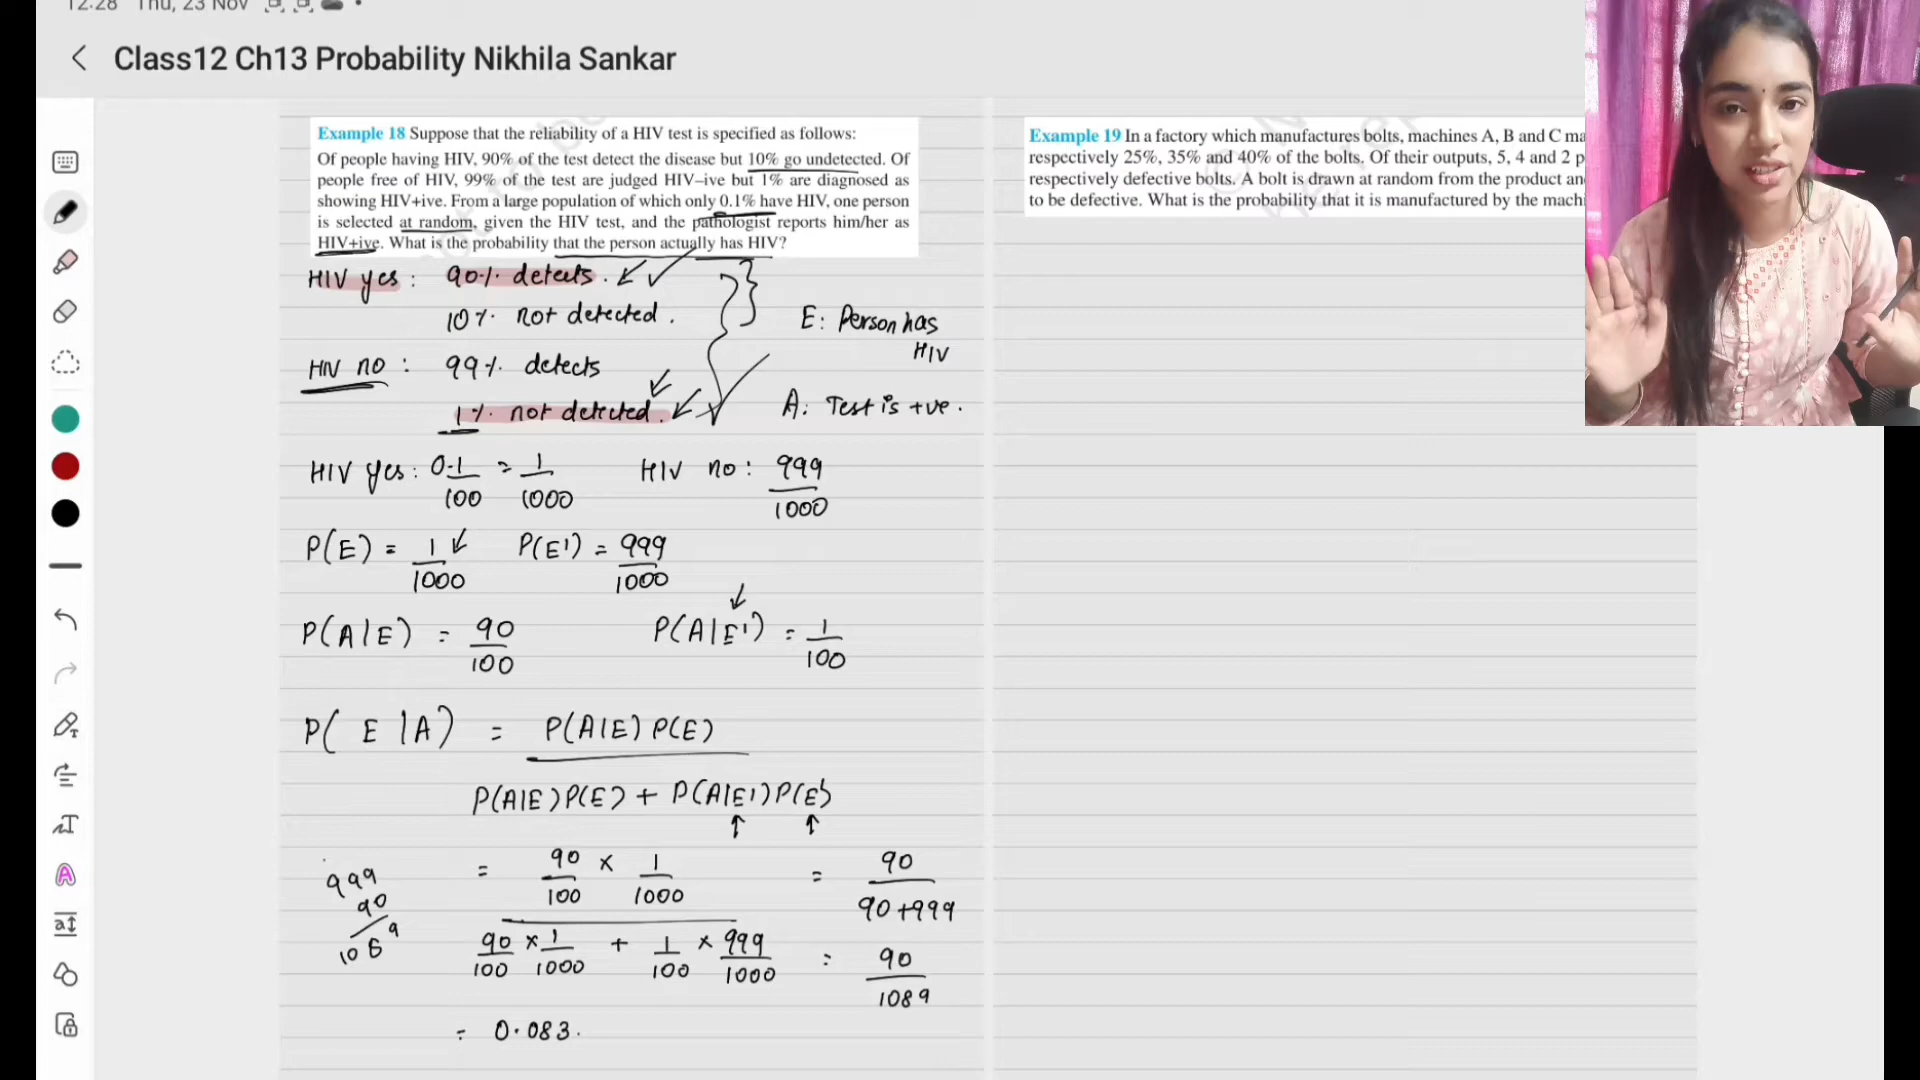 12:28 Thu, 23 Nov
Class12 Ch13 Probability Nikhila Sankar
Example 18 Suppose that the reliability of a HIV test is specified as follows:
Of people having HIV, 90% of the test detect the disease but 10% go undetected. Of
people free of HIV, 99% of the test are judged HIV–ive but 1% are diagnosed as
showing HIV+ive. From a large population of which only 0.1% have HIV, one person
is selected at random, given the HIV test, and the pathologist reports him/her as
HIV+ive. What is the probability that the person actually has HIV?
HIV yes : 90% detects .
10% not detected .
HIV no : 99% detects
1% not detected .
E : Person has
HIV
A : Test is +ve .
HIV yes : 0.1/100 = 1/1000 HIV no : 999/1000
P(E) = 1/1000 P(E') = 999/1000
P(A|E) = 90/100 P(A|E') = 1/100
P(E|A) = P(A|E) P(E)
P(A|E)P(E) + P(A|E')P(E')
= 90/100 × 1/1000 = 90/90+999
90/100 × 1/1000 + 1/100 × 999/1000 = 90/1089
= 0.083.
999
90
Example 19 In a factory which manufactures bolts, machines A, B and C ma
respectively 25%, 35% and 40% of the bolts. Of their outputs, 5, 4 and 2 p
respectively defective bolts. A bolt is drawn at random from the product an
to be defective. What is the probability that it is manufactured by the machi